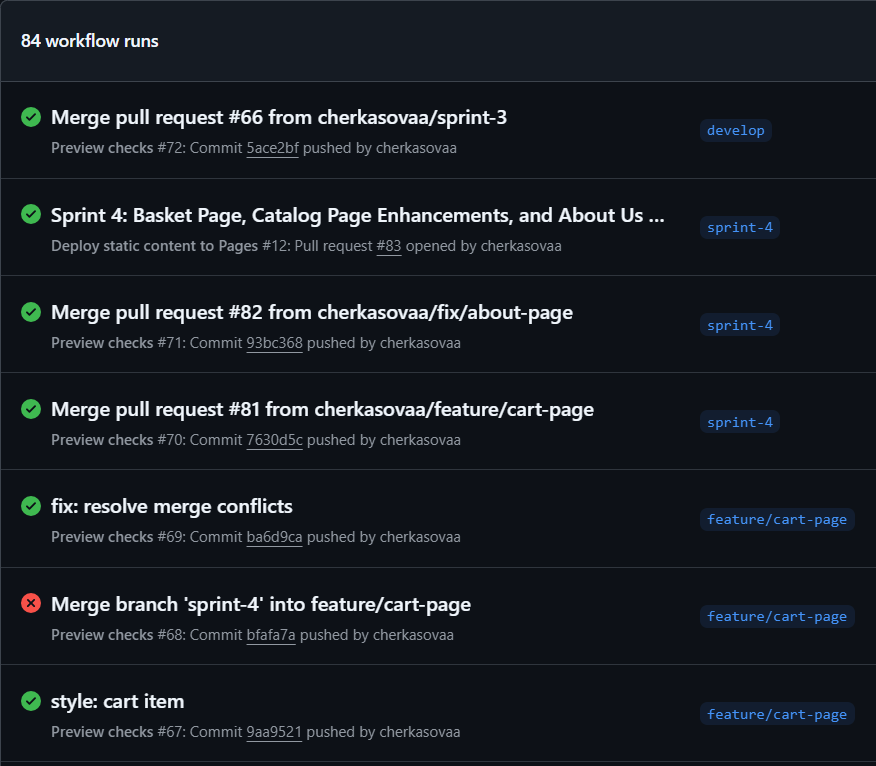 84 workflow runs
Merge pull request #66 from cherkasovaa/sprint-3
develop
Preview checks #72: Commit 5ace2bf pushed by cherkasovaa
Sprint 4: Basket Page, Catalog Page Enhancements, and About Us ...
sprint-4
Deploy static content to Pages #12: Pull request #83 opened by cherkasovaa
Merge pull request #82 from cherkasovaa/fix/about-page
sprint-4
Preview checks #71: Commit 93bc368 pushed by cherkasovaa
Merge pull request #81 from cherkasovaa/feature/cart-page
sprint-4
Preview checks #70: Commit 7630d5c pushed by cherkasovaa
fix: resolve merge conflicts
feature/cart-page
Preview checks #69: Commit ba6d9ca pushed by cherkasovaa
Merge branch 'sprint-4' into feature/cart-page
feature/cart-page
Preview checks #68: Commit bfafa7a pushed by cherkasovaa
style: cart item
feature/cart-page
Preview checks #67: Commit 9aa9521 pushed by cherkasovaa